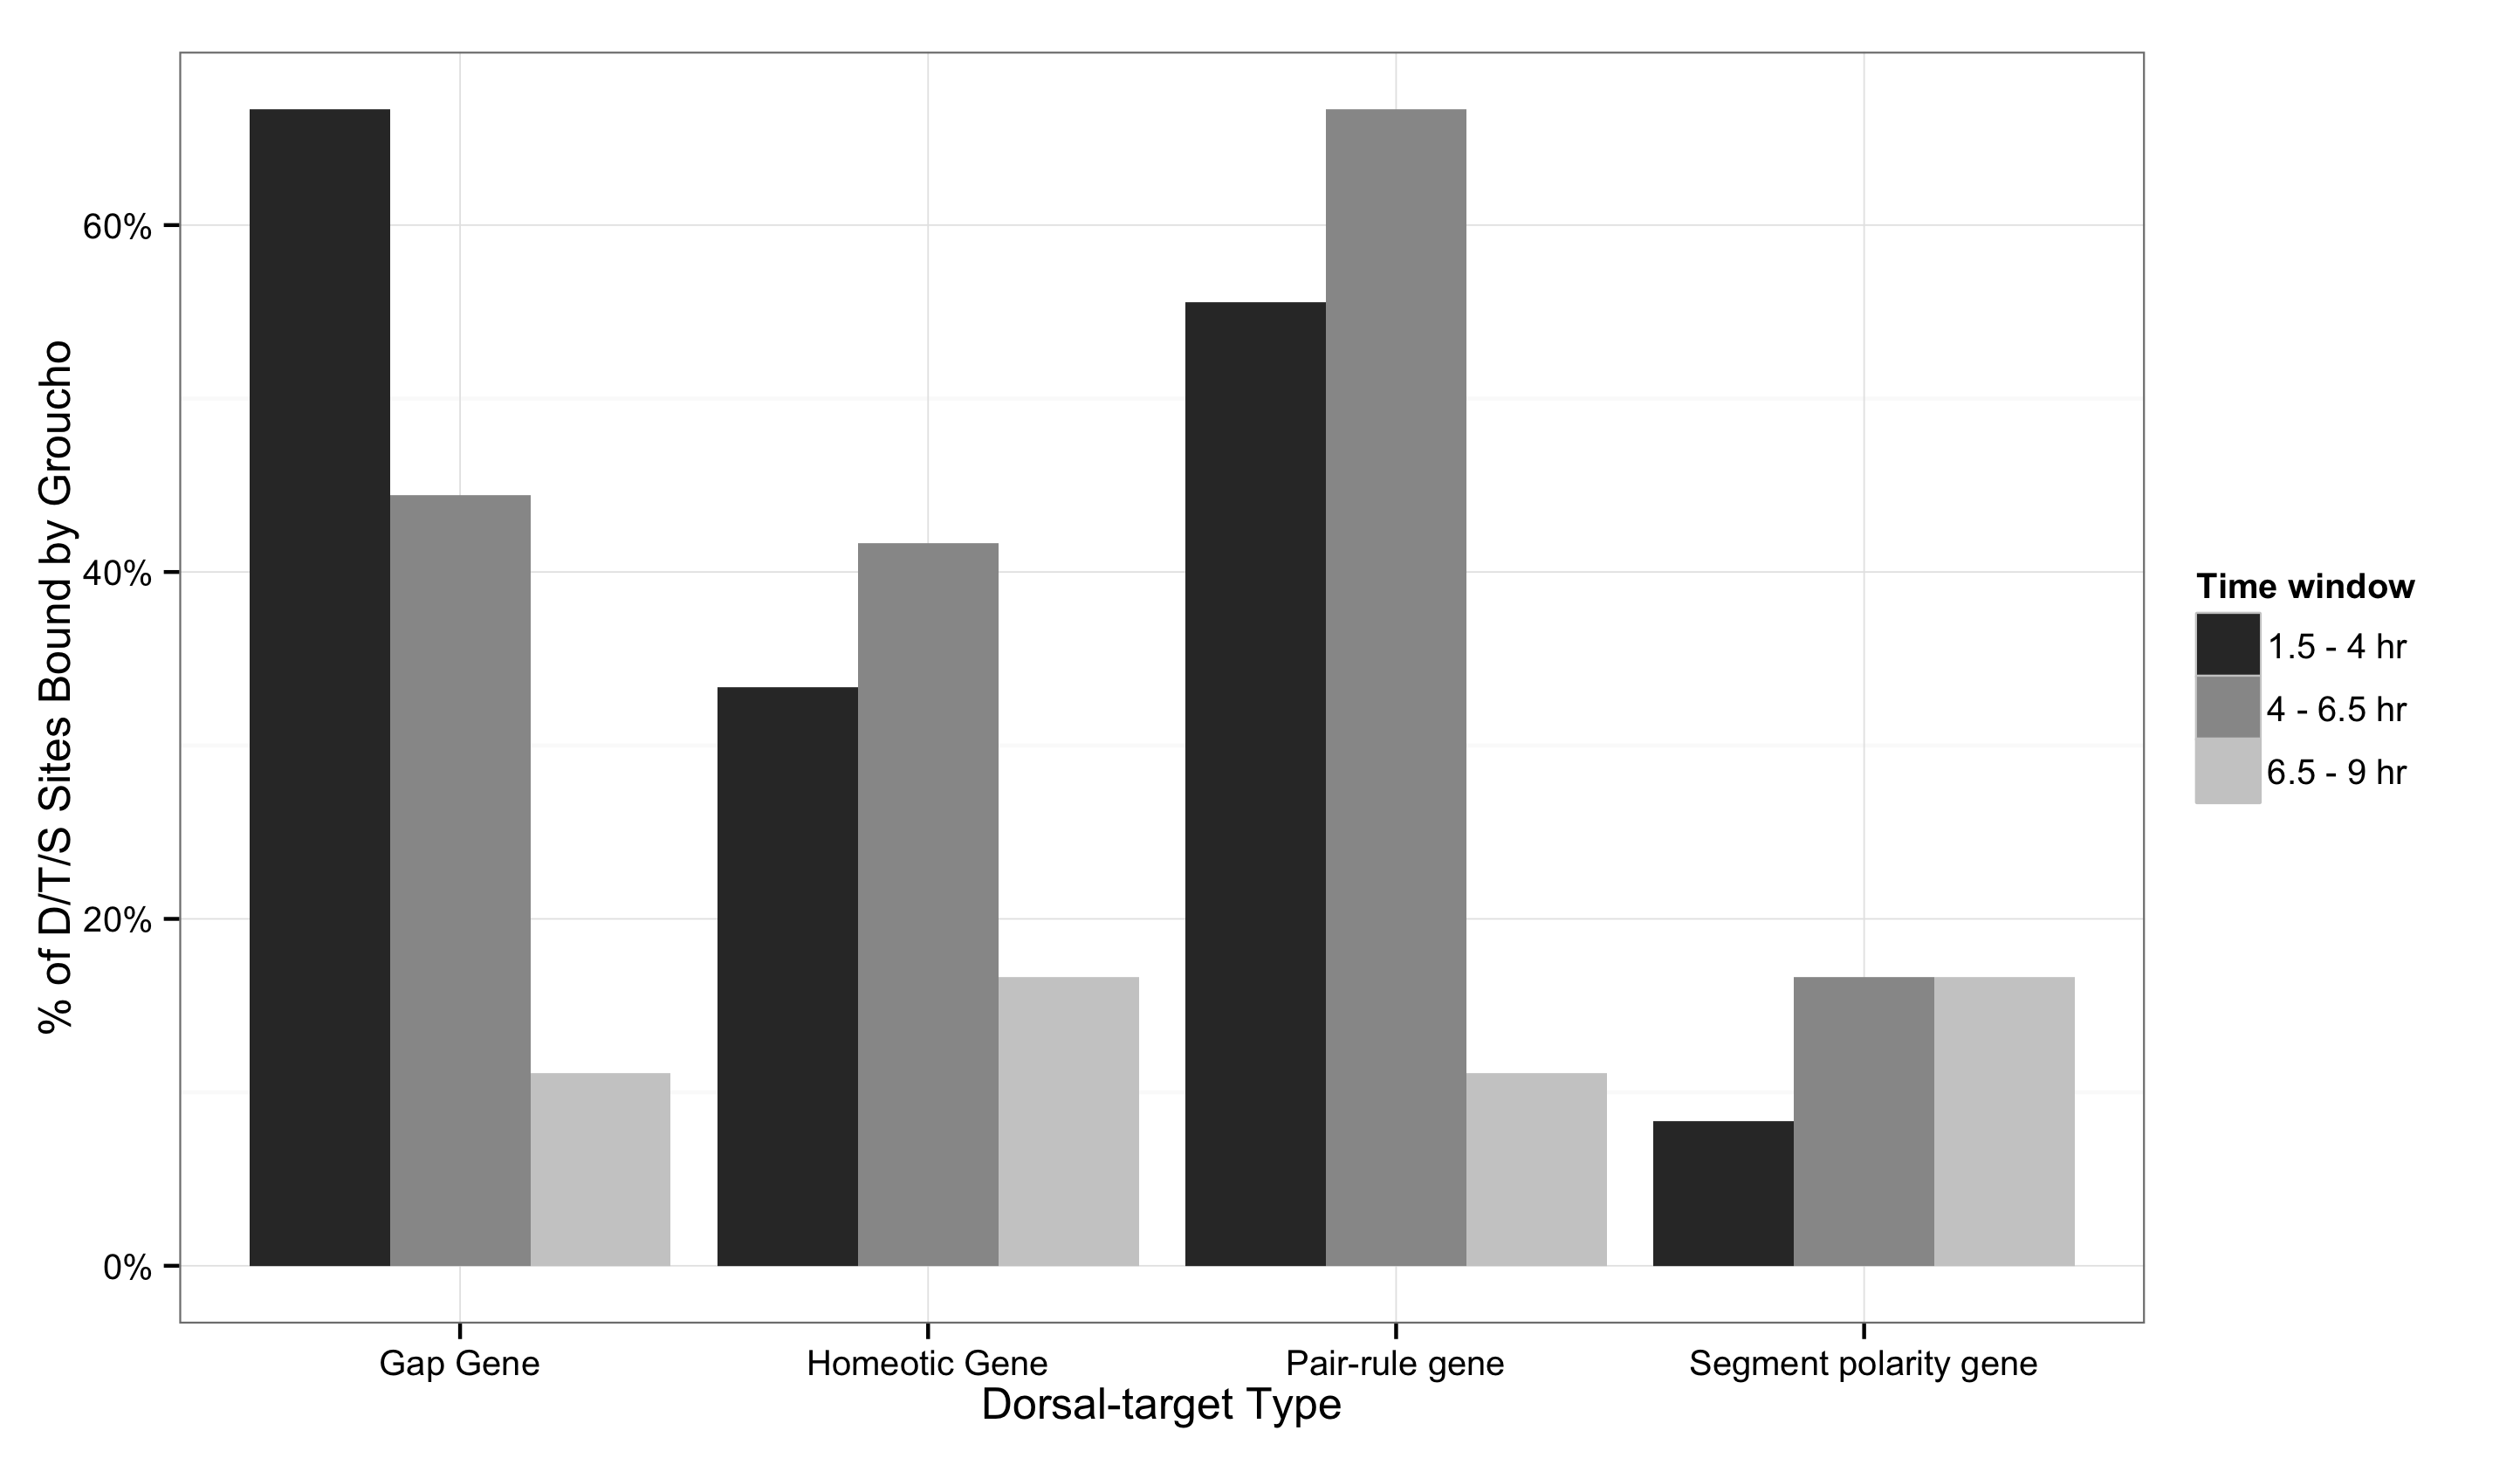 % of D/T/S Sites Bound by Groucho
60%
40%
20%
0%
Gap Gene
Homeotic Gene
Pair-rule gene
Segment polarity gene
Dorsal-target Type
Time window
1.5 - 4 hr
4 - 6.5 hr
6.5 - 9 hr